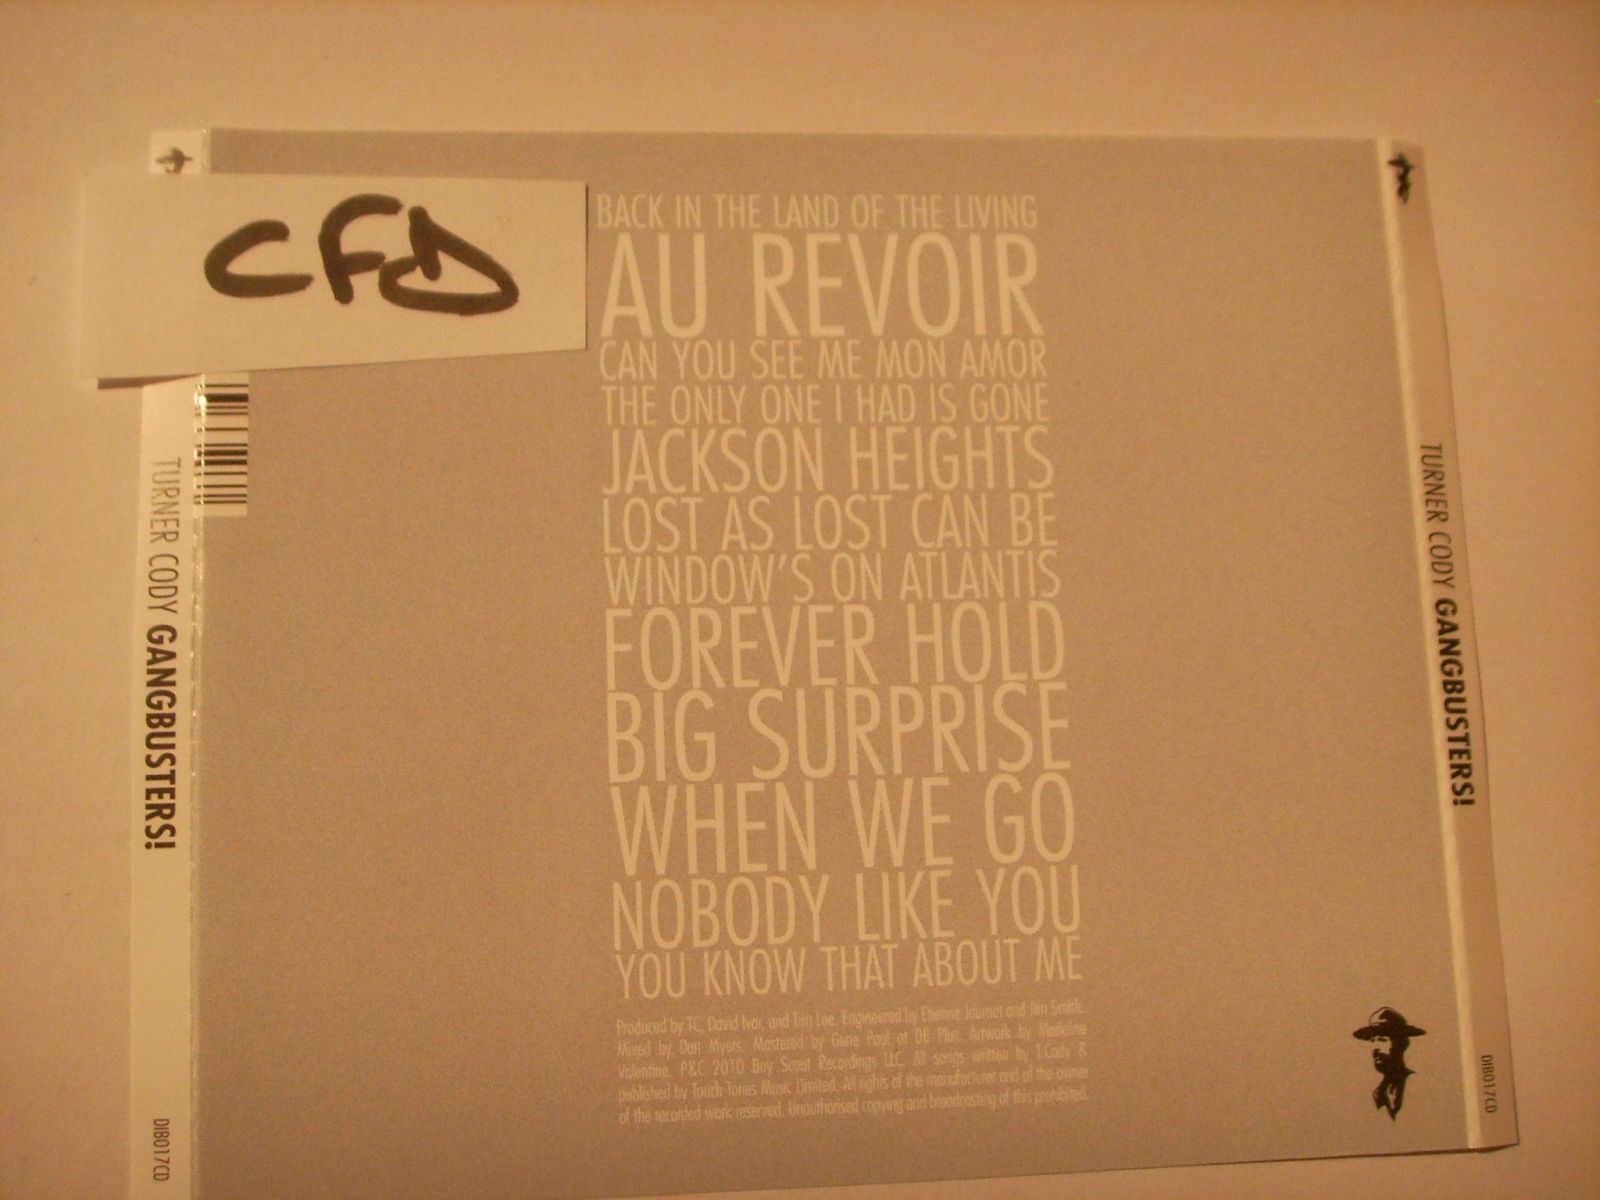 CFD
BACK IN THE LAND OF THE LIVING
AU REVOIR
CAN YOU SEE ME MON AMOR
THE ONLY ONE I HAD IS GONE
JACKSON HEIGHTS
LOST AS LOST CAN BE
WINDOW'S ON ATLANTIS
FOREVER HOLD
BIG SURPRISE
WHEN WE GO
NOBODY LIKE YOU
YOU KNOW THAT ABOUT ME
Produced by TC, David Ivar, and Tim Lee. Engineered by Etienne Jaumet and Jim Smith.
Mixed by Dan Myers. Mastered by Gene Paul at DB Plus. Artwork by Madeline
Valentine. P&C 2010 Boy Scout Recordings LLC. All songs written by T.Cody &
published by Touch Tones Music Limited. All rights of the manufacturer and of the owner
of the recorded work reserved. Unauthorised copying and broadcasting of this prohibited.
TURNER CODY GANGBUSTERS!
DIB017CD
TURNER CODY GANGBUSTERS!
DIB017CD